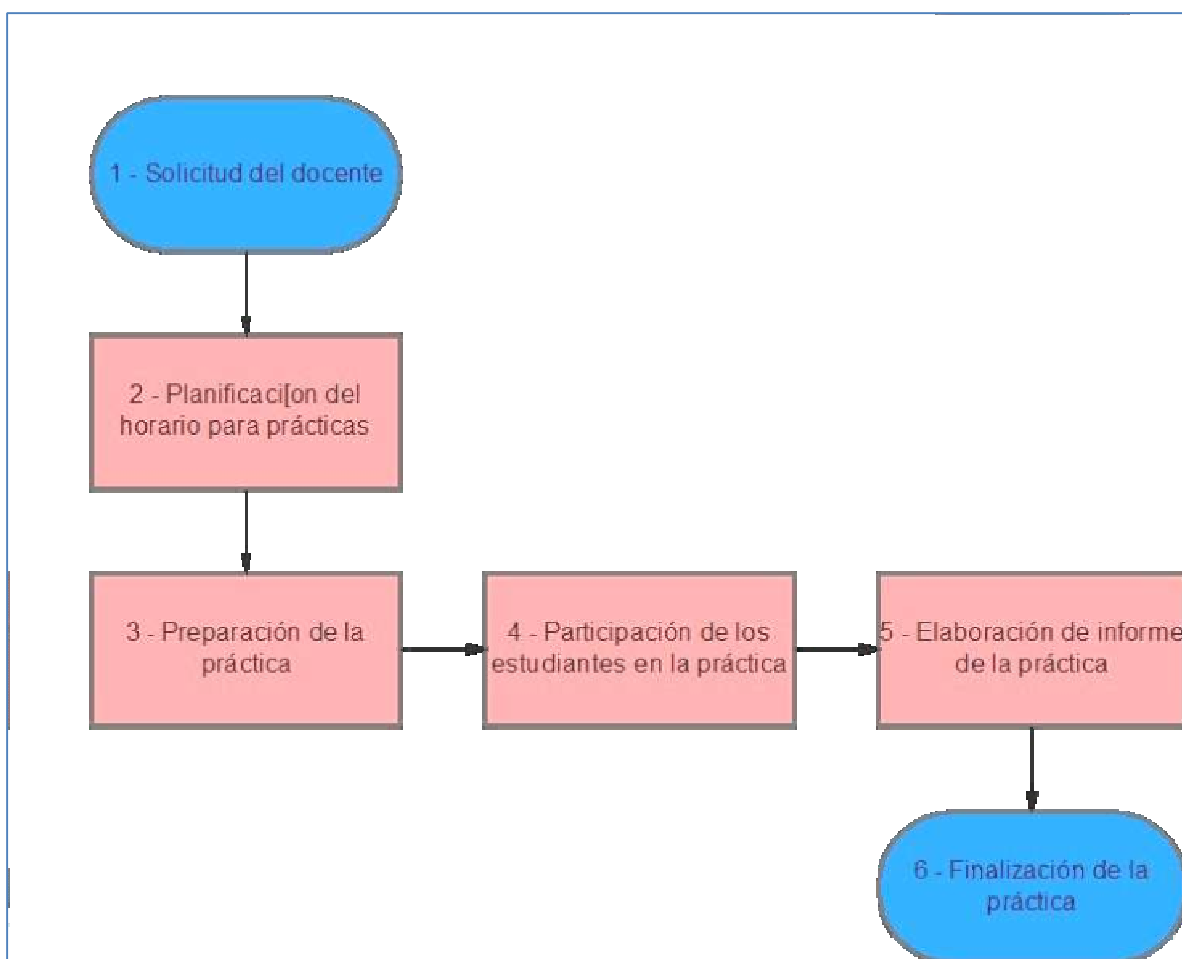 1 - Solicitud del docente
2 - Planificaci[on del
horario para prácticas
3 - Preparación de la
práctica
4 - Participación de los
estudiantes en la práctica
5 - Elaboración de informe
de la práctica
6 - Finalización de la
práctica